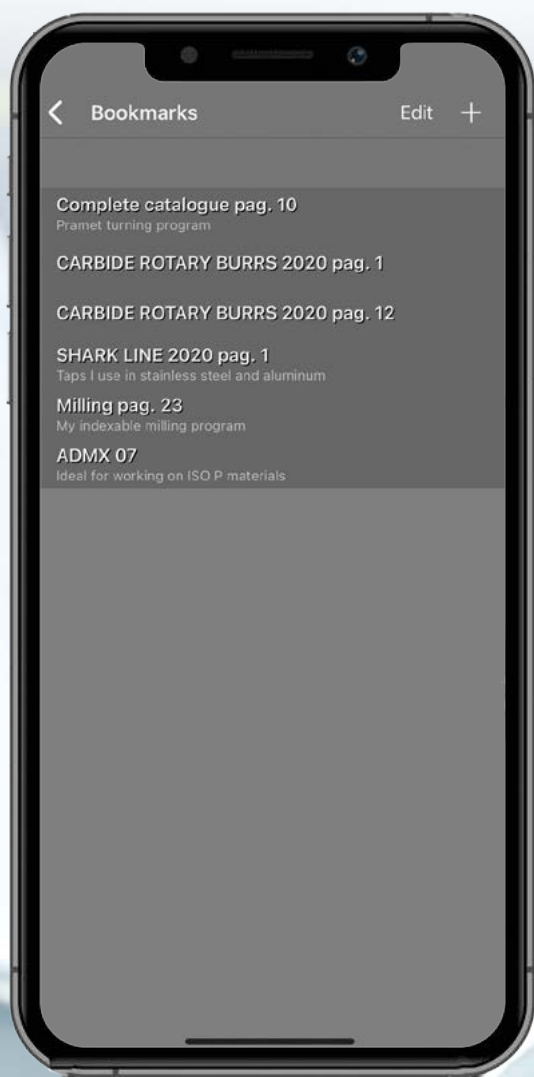 Bookmarks Edit +
Complete catalogue pag. 10
Pramet turning program
CARBIDE ROTARY BURRS 2020 pag. 1
CARBIDE ROTARY BURRS 2020 pag. 12
SHARK LINE 2020 pag. 1
Taps I use in stainless steel and aluminum
Milling pag. 23
My indexable milling program
ADMX 07
Ideal for working on ISO P materials